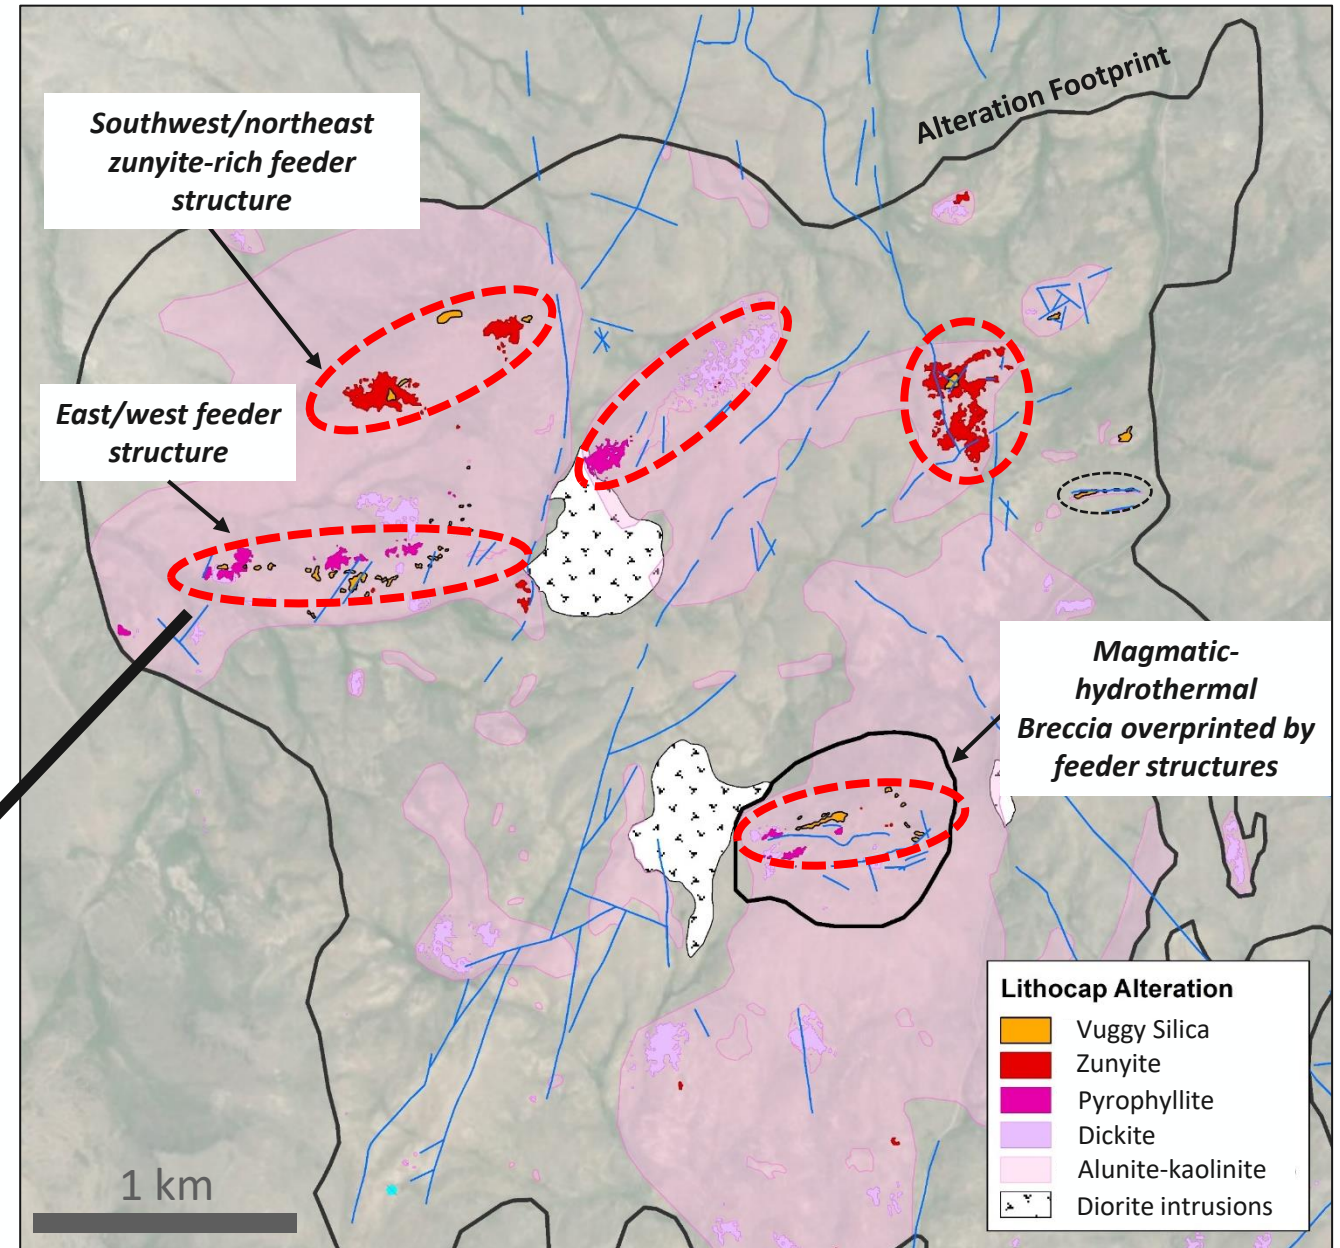 Alteration Footprint
Southwest/northeast
zunyite-rich feeder
structure
East/west feeder
structure
Magmatic-
hydrothermal
Breccia overprinted by
feeder structures
Lithocap Alteration
Vuggy Silica
Zunyite
Pyrophyllite
Dickite
Alunite-kaolinite
Diorite intrusions
1 km